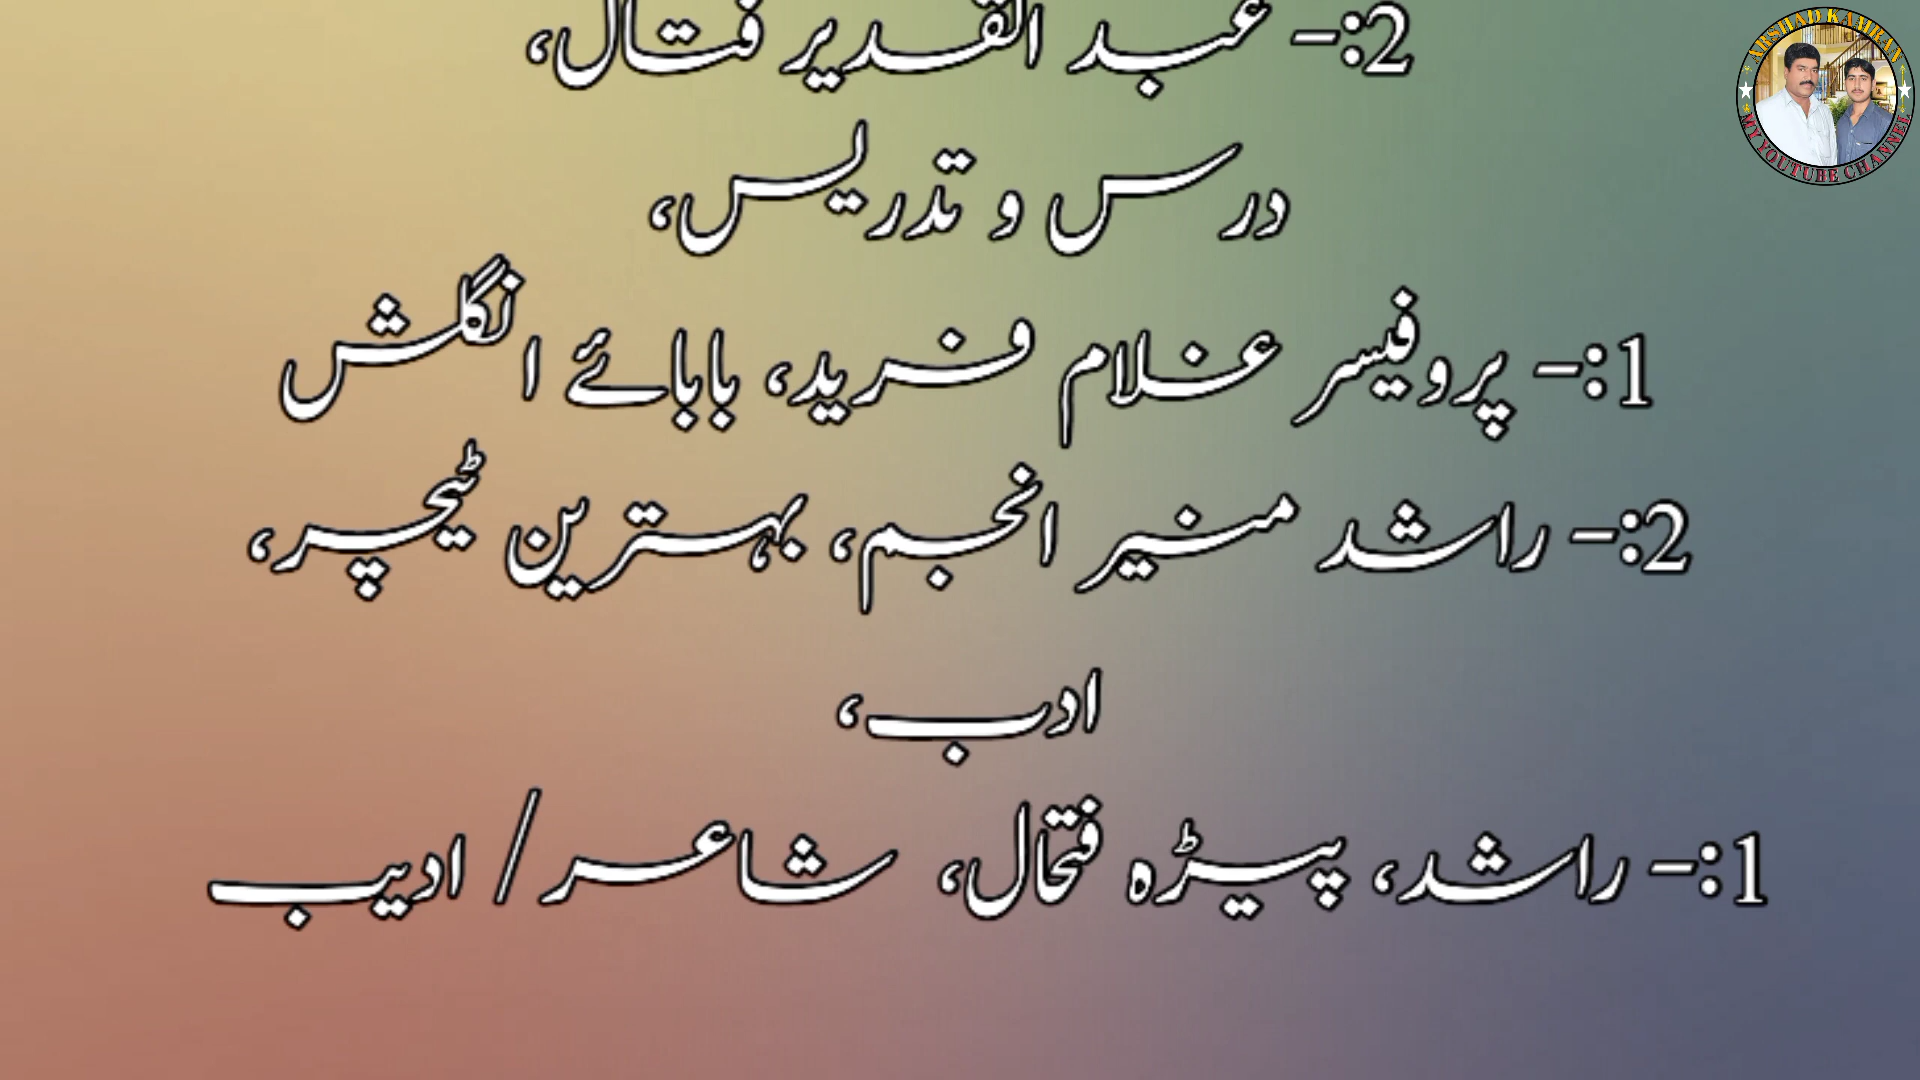 2:- عبد القدیر فتال،
درس و تدریس،
1:- پروفیسر غلام فرید، بابائے انگلش
2:- راشد منیر انجم، بہترین ٹیچر،
ادب،
1:- راشد، پیڑہ فتحال، شاعر / ادیب
ARSHAD KAMRAN
MY YOUTUBE CHANNEL